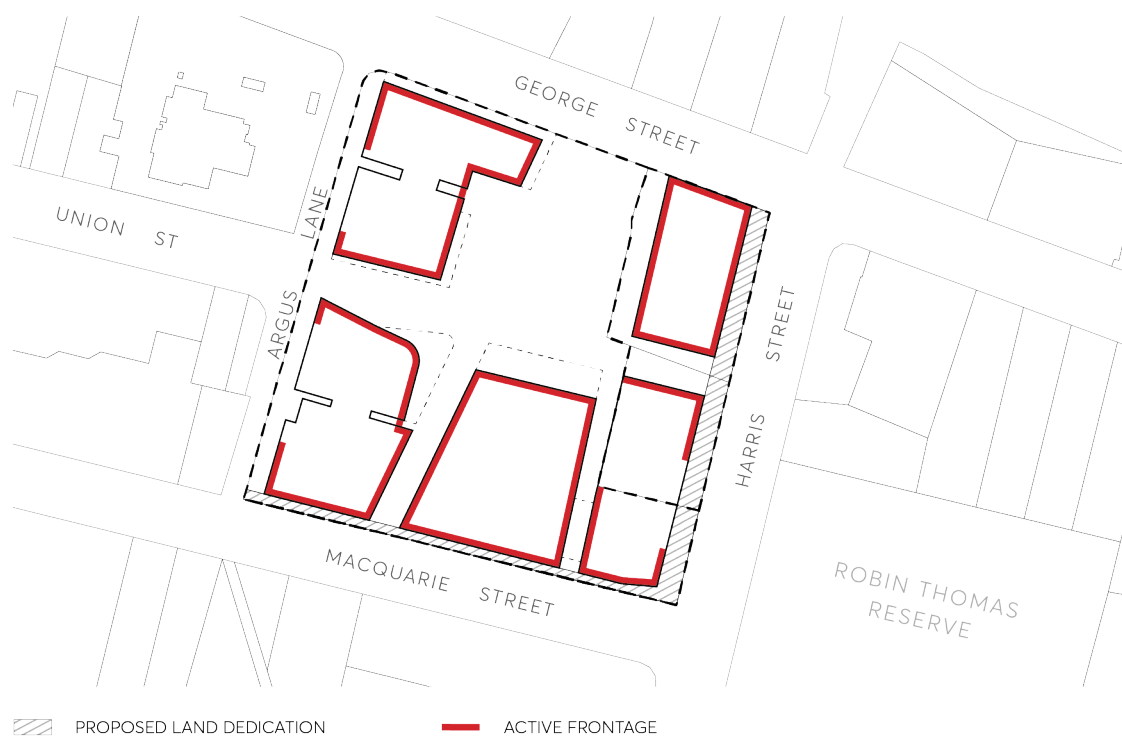 GEORGE STREET
UNION ST
ARGUS LANE
HARRIS STREET
MACQUARIE STREET
ROBIN THOMAS
RESERVE
PROPOSED LAND DEDICATION
ACTIVE FRONTAGE